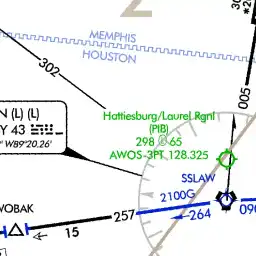 2
MEMPHIS
HOUSTON
302
005
N (L) (L)
Y 43
W89°20.26'
Hattiesburg/Laurel Rgnl
(PIB)
298 65
AWOS-3PT 128.325
SSLAW
2100G
264
090
257
15
WOBAK